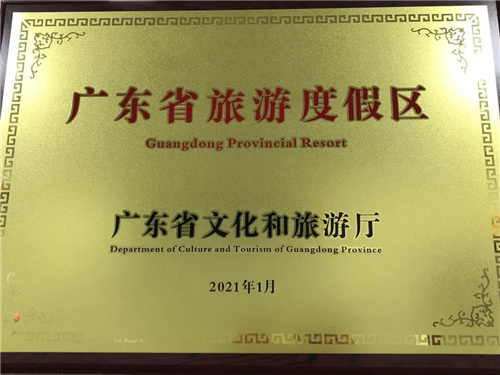 广东省旅游度假区
Guangdong Provincial Resort
广东省文化和旅游厅
Department of Culture and Tourism of Guangdong Province
2021年1月